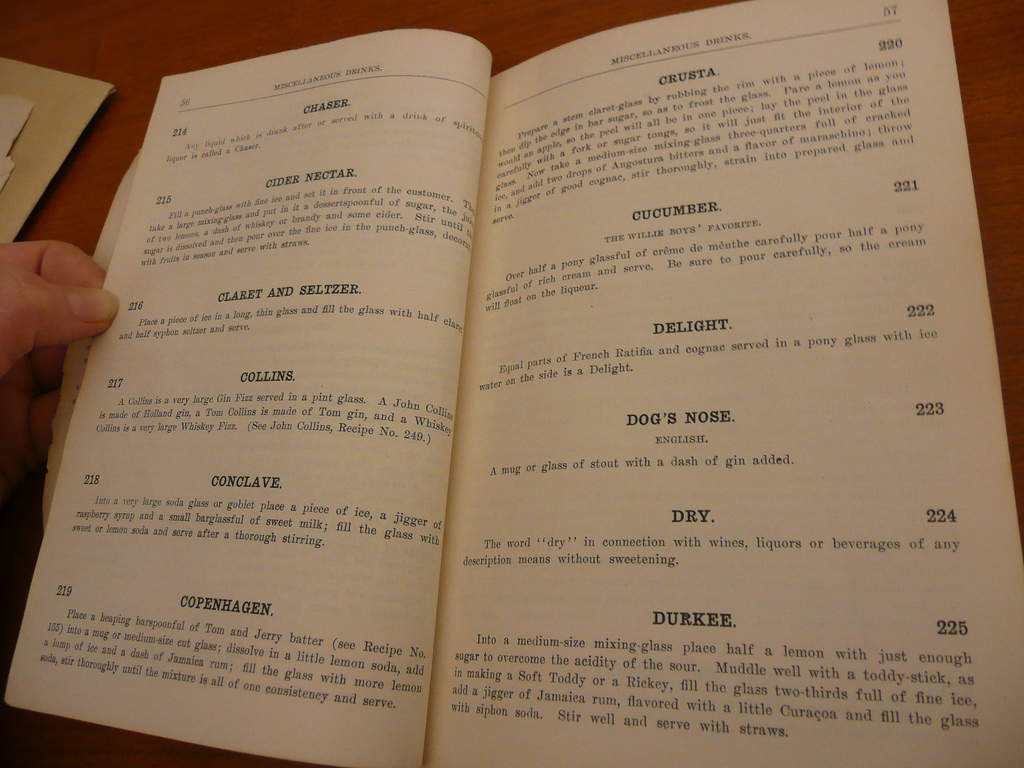 56
MISCELLANEOUS DRINKS.
214
CHASER.
Any liquid which is drank after or served with a drink of
liquor is called a Chaser.
215
CIDER NECTAR.
Fill a punch-glass with fine ice and set it in front of the customer.
take a large mixing-glass and put in it a dessertspoonful of sugar, the
of two lemons, a dash of whiskey or brandy and some cider. Stir until
sugar is dissolved and then pour over the fine ice in the punch-glass,
with fruits in season and serve with straws.
216
CLARET AND SELTZER.
Place a piece of ice in a long, thin glass and fill the glass with half claret
and half syphon seltzer and serve.
217
COLLINS.
A Collins is a very large Gin Fizz served in a pint glass. A John Collins
is made of Holland gin, a Tom Collins is made of Tom gin, and a Whiskey
Collins is a very large Whiskey Fizz. (See John Collins, Recipe No. 249.)
218
CONCLAVE.
Into a very large soda glass or goblet place a piece of ice, a jigger of
raspberry syrup and a small barglassful of sweet milk; fill the glass with
sweet or lemon soda and serve after a thorough stirring.
219
COPENHAGEN.
Place a heaping barspoonful of Tom and Jerry batter (see Recipe No.
155) into a mug or medium-size cut glass; dissolve in a little lemon soda, add
a lump of ice and a dash of Jamaica rum; fill the glass with more lemon
soda, stir thoroughly until the mixture is all of one consistency and serve.
57
MISCELLANEOUS DRINKS.
220
CRUSTA.
Prepare a stem claret-glass by rubbing the rim with a piece of lemon;
then dip the edge in bar sugar, so as to frost the glass. Pare a lemon as you
would an apple, so the peel will all be in one piece; lay the peel in the glass
carefully with a fork or sugar tongs, so it will just fit the interior of the
glass. Now take a medium-size mixing-glass three-quarters full of cracked
ice, and add two drops of Angostura bitters and a flavor of maraschino; throw
in a jigger of good cognac, stir thoroughly, strain into prepared glass and
serve.
221
CUCUMBER.
THE WILLIE BOYS' FAVORITE.
Over half a pony glassful of crême de mênthe carefully pour half a pony
glassful of rich cream and serve. Be sure to pour carefully, so the cream
will float on the liqueur.
222
DELIGHT.
Equal parts of French Ratifia and cognac served in a pony glass with ice
water on the side is a Delight.
223
DOG'S NOSE.
ENGLISH.
A mug or glass of stout with a dash of gin added.
224
DRY.
The word "dry" in connection with wines, liquors or beverages of any
description means without sweetening.
225
DURKEE.
Into a medium-size mixing-glass place half a lemon with just enough
sugar to overcome the acidity of the sour. Muddle well with a toddy-stick, as
in making a Soft Toddy or a Rickey, fill the glass two-thirds full of fine ice,
add a jigger of Jamaica rum, flavored with a little Curaçoa and fill the glass
with siphon soda. Stir well and serve with straws.